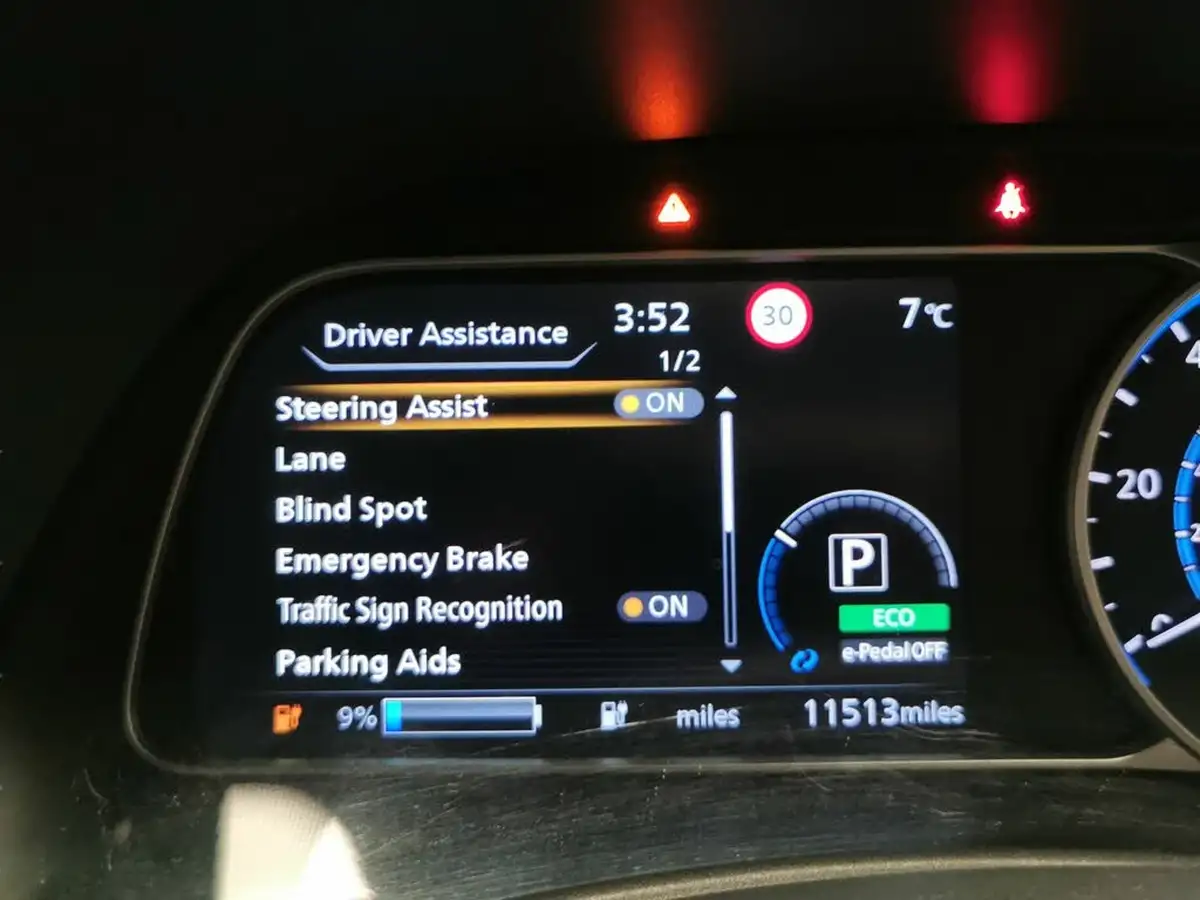 Driver Assistance 3:52 30 7°C
1/2
Steering Assist ON
Lane
Blind Spot
Emergency Brake
Traffic Sign Recognition ON
Parking Aids
P
ECO
e-Pedal OFF
9% miles 11513miles
20
0